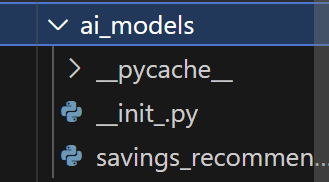 ai_models
__pycache__
__init_.py
savings_recommen...